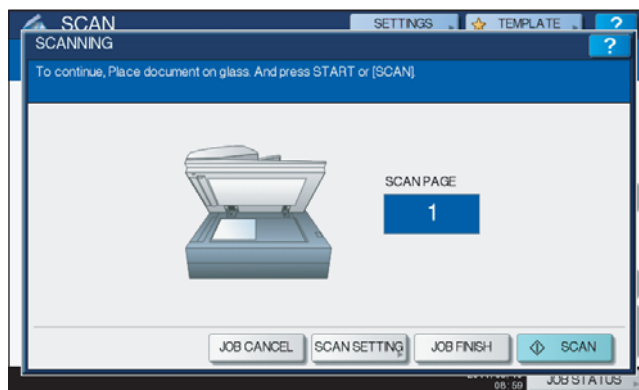 SCAN
SETTINGS
TEMPLATE
?
SCANNING
?
To continue, Place document on glass. And press START or [SCAN].
SCAN PAGE
1
JOB CANCEL
SCAN SETTING
JOB FINISH
SCAN
08:59
JOB STATUS